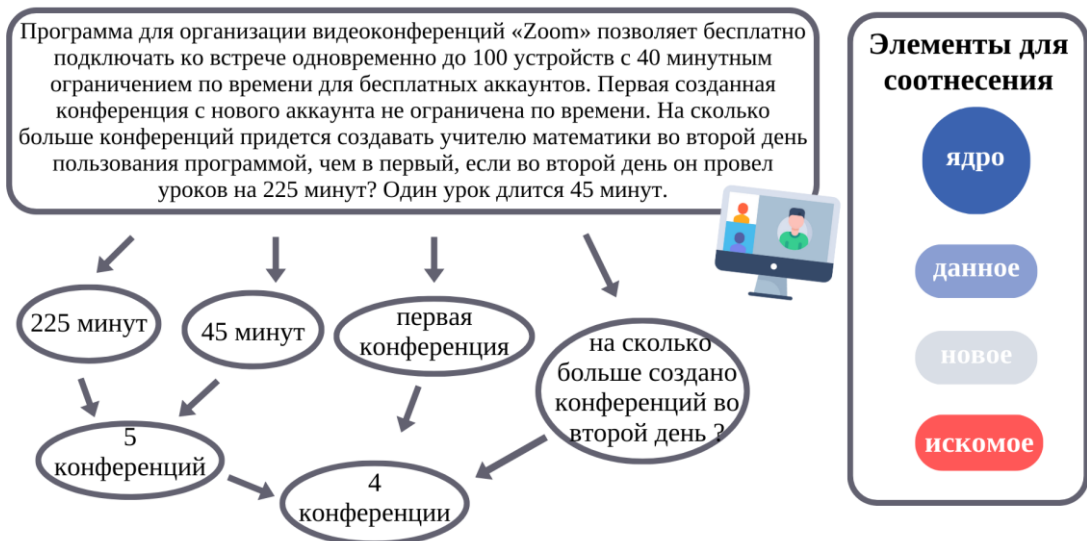 Программа для организации видеоконференций «Zoom» позволяет бесплатно
подключать ко встрече одновременно до 100 устройств с 40 минутным
ограничением по времени для бесплатных аккаунтов. Первая созданная
конференция с нового аккаунта не ограничена по времени. На сколько
больше конференций придется создавать учителю математики во второй день
пользования программой, чем в первый, если во второй день он провел
уроков на 225 минут? Один урок длится 45 минут.
225 минут
45 минут
первая
конференция
на сколько
больше создано
конференций во
второй день ?
5
конференций
4
конференции
Элементы для
соотнесения
ядро
данное
новое
искомое